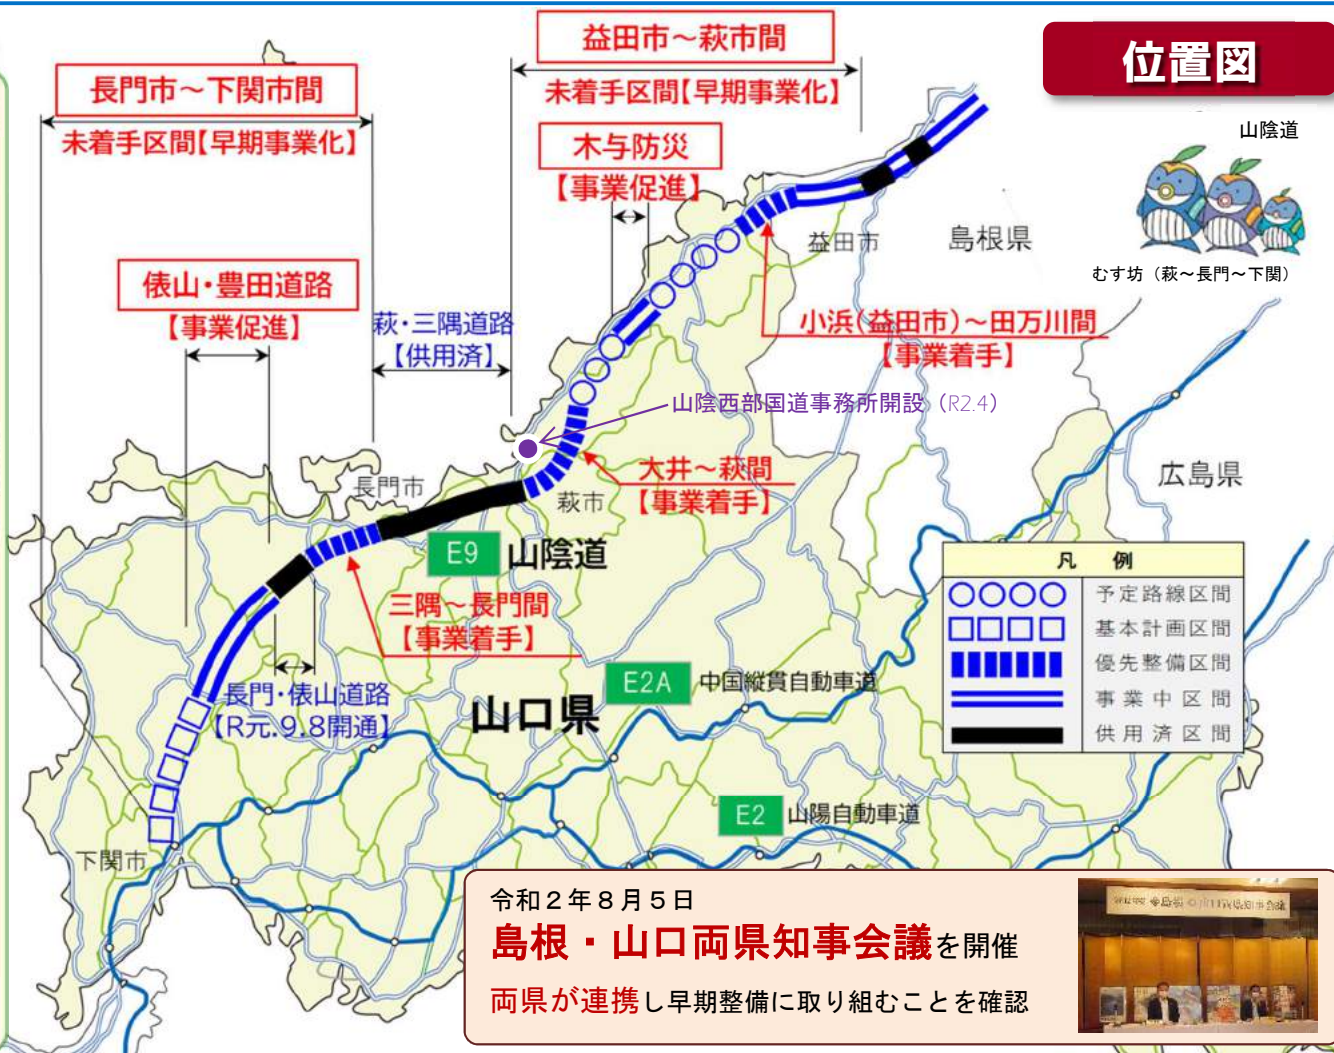 位置図
益田市～萩市間
未着手区間【早期事業化】
長門市～下関市間
未着手区間【早期事業化】
木与防災
【事業促進】
山陰道
むす坊（萩～長門～下関）
益田市
島根県
俵山・豊田道路
【事業促進】
萩・三隅道路
【供用済】
小浜(益田市)～田万川間
【事業着手】
山陰西部国道事務所開設（R2.4）
大井～萩間
【事業着手】
広島県
長門市
萩市
E9 山陰道
三隅～長門間
【事業着手】
凡 例
予定路線区間
基本計画区間
優先整備区間
事業中区間
供用済区間
長門・俵山道路
【R元.9.8開通】
E2A 中国縦貫自動車道
山口県
E2 山陽自動車道
下関市
令和２年８月５日
島根・山口両県知事会議を開催
両県が連携し早期整備に取り組むことを確認